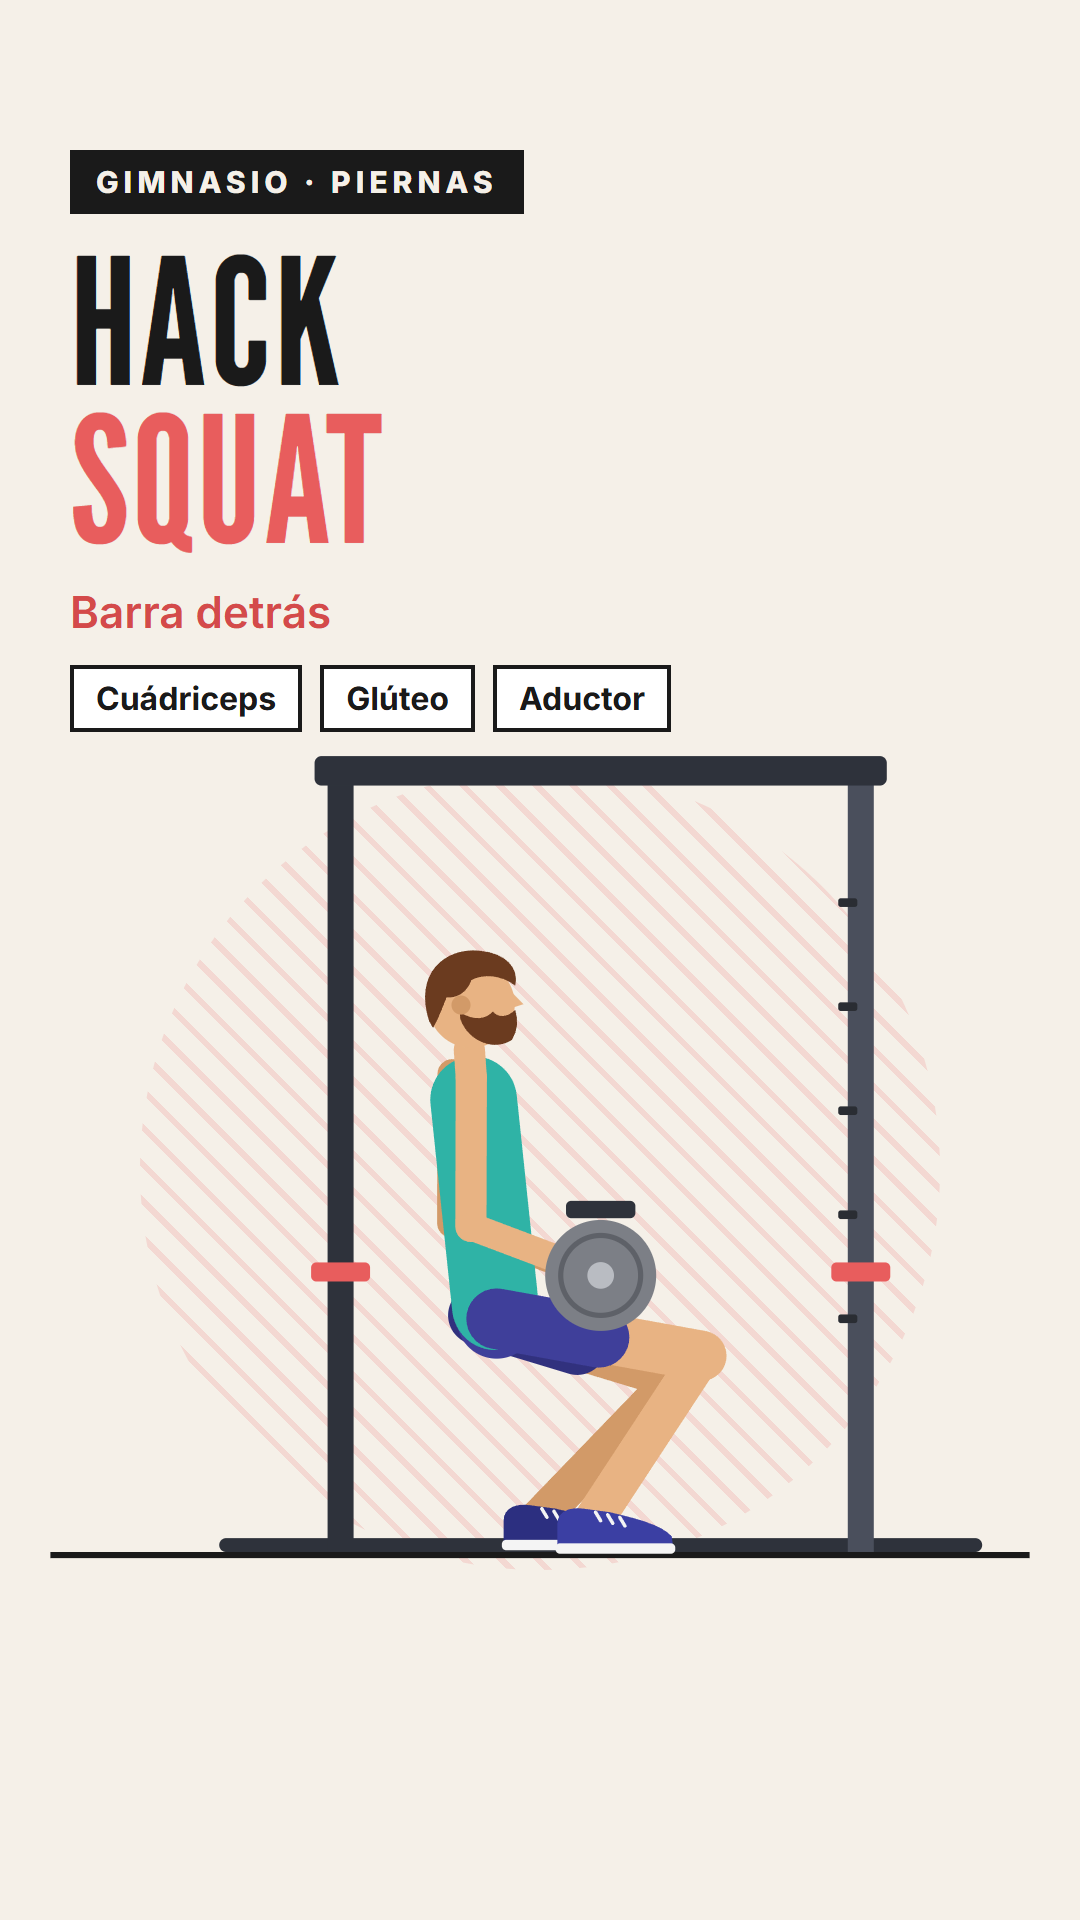 GIMNASIO · PIERNAS
HACK
SQUAT
Barra detrás
Cuádriceps Glúteo Aductor